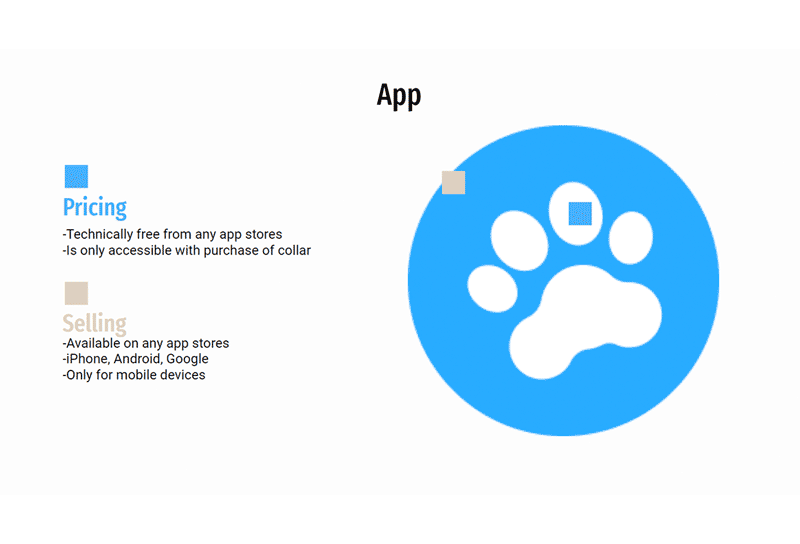 App
Pricing
-Technically free from any app stores
-Is only accessible with purchase of collar
Selling
-Available on any app stores
-iPhone, Android, Google
-Only for mobile devices